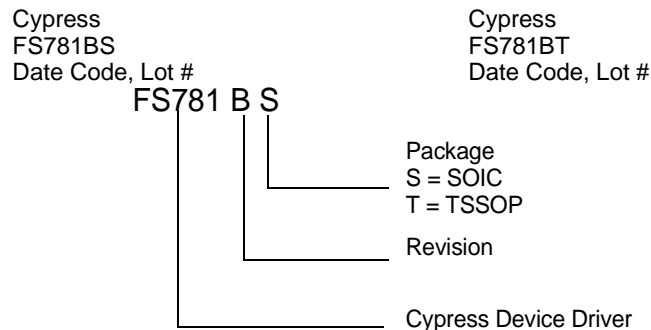 Cypress
FS781BS
Date Code, Lot #
Cypress
FS781BT
Date Code, Lot #
FS781 B S
Package
S = SOIC
T = TSSOP
Revision
Cypress Device Driver